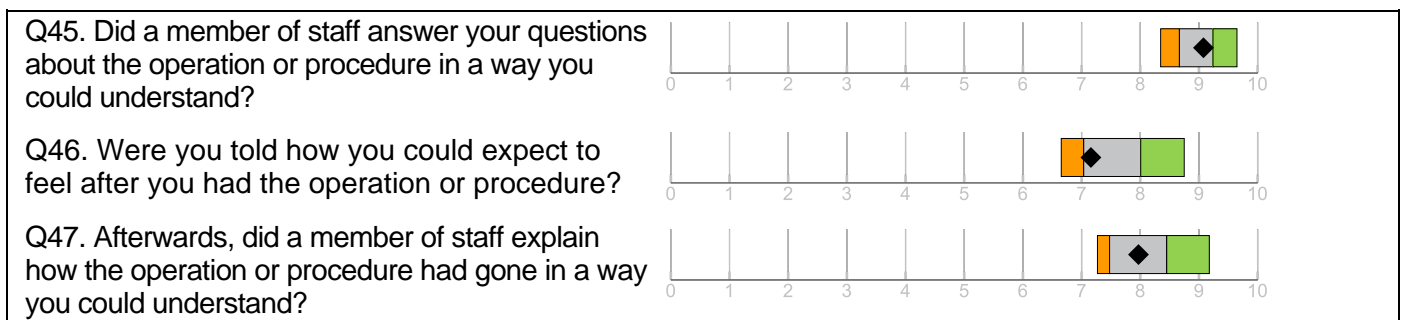 Q45. Did a member of staff answer your questions
about the operation or procedure in a way you
could understand?
0 1 2 3 4 5 6 7 8 9 10
Q46. Were you told how you could expect to
feel after you had the operation or procedure?
0 1 2 3 4 5 6 7 8 9 10
Q47. Afterwards, did a member of staff explain
how the operation or procedure had gone in a way
you could understand?
0 1 2 3 4 5 6 7 8 9 10